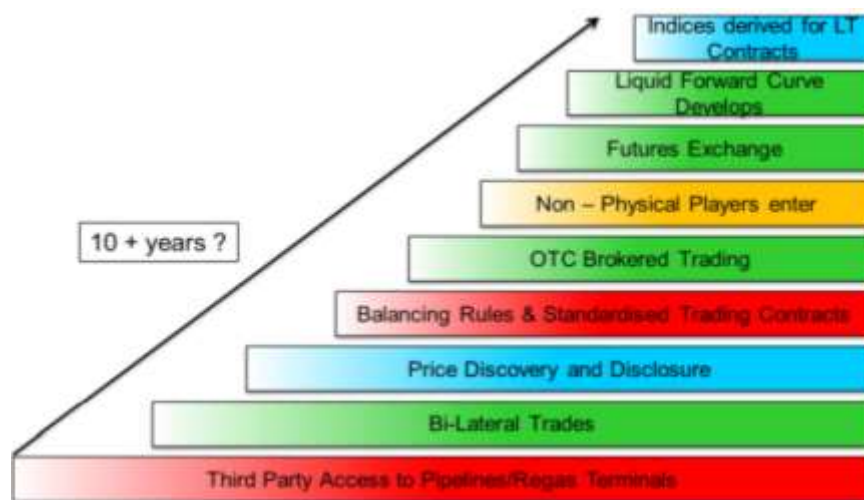 Indices derived for LT
Contracts
Liquid Forward Curve
Develops
Futures Exchange
Non – Physical Players enter
10 + years ?
OTC Brokered Trading
Balancing Rules & Standardised Trading Contracts
Price Discovery and Disclosure
Bi-Lateral Trades
Third Party Access to Pipelines/Regas Terminals